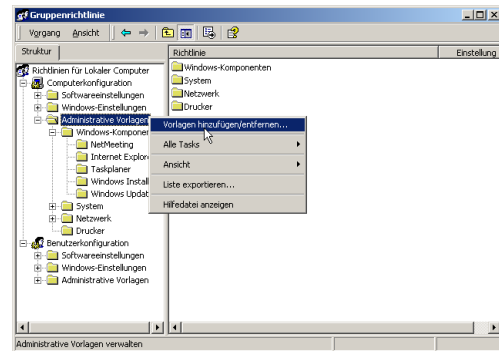 Gruppenrichtlinie
Vorgang Ansicht
Struktur
Richtlinie Einstellung
Richtlinien für Lokaler Computer
Computerkonfiguration
Softwareeinstellungen
Windows-Einstellungen
Administrative Vorlagen
Windows-Komponen
NetMeeting
Internet Explore
Taskplaner
Windows Install
Windows Updat
System
Netzwerk
Drucker
Benutzerkonfiguration
Softwareeinstellungen
Windows-Einstellungen
Administrative Vorlagen
Windows-Komponenten
System
Netzwerk
Drucker
Vorlagen hinzufügen/entfernen...
Alle Tasks
Ansicht
Liste exportieren...
Hilfedatei anzeigen
Administrative Vorlagen verwalten